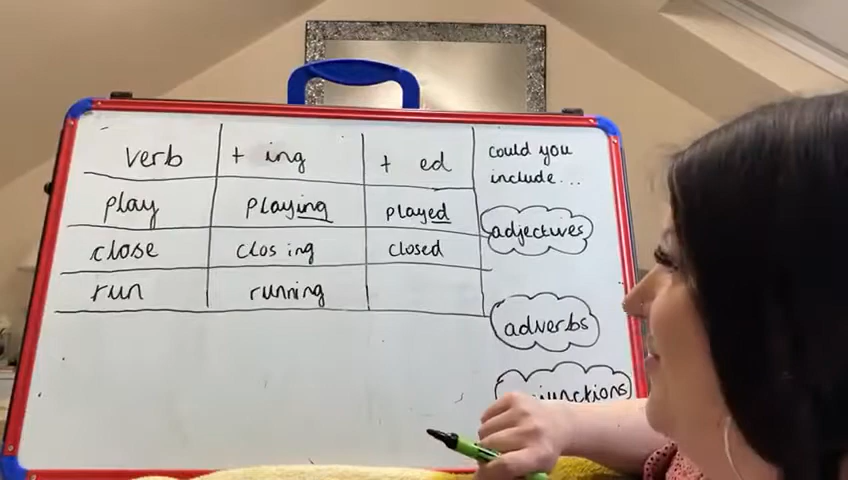 verb + ing + ed
play playing played
close closing closed
run running
could you
include...
adjectives
adverbs